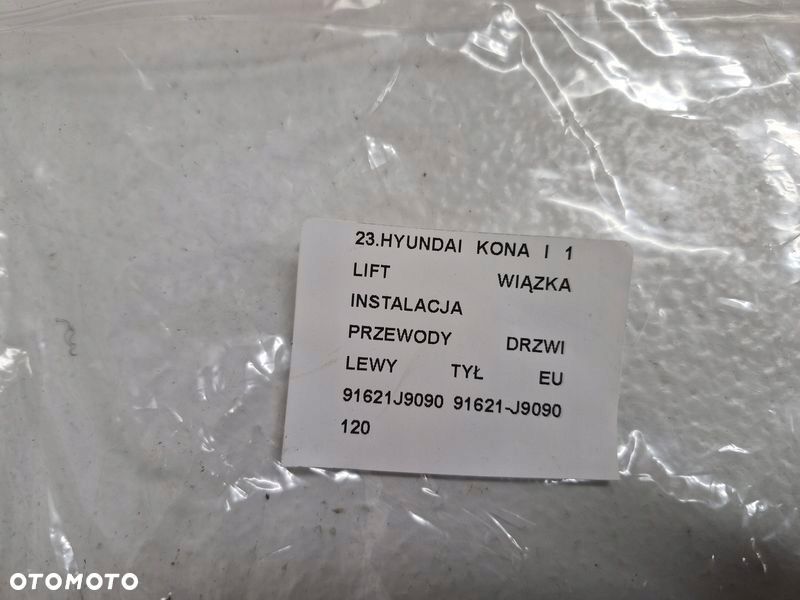 23.HYUNDAI KONA I 1
LIFT WIĄZKA
INSTALACJA
PRZEWODY DRZWI
LEWY TYŁ EU
91621J9090 91621-J9090
120
OTOMOTO